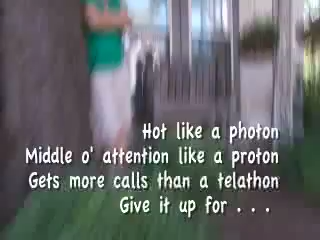 Hot like a photon
Middle o' attention like a proton
Gets more calls than a telathon
Give it up for . . .